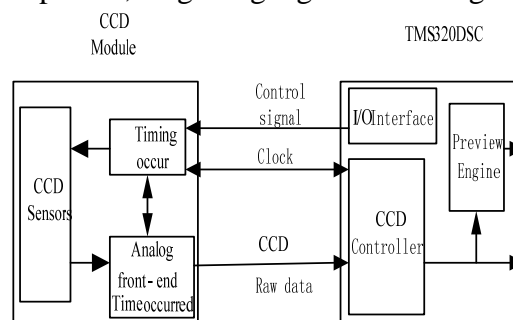 CCD
Module
TMS320DSC
Control
signal
I/OInterface
Timing
occur
Preview
Engine
Clock
CCD
Sensors
CCD
Controller
Analog
front-end
Timeoccurred
CCD
Raw data